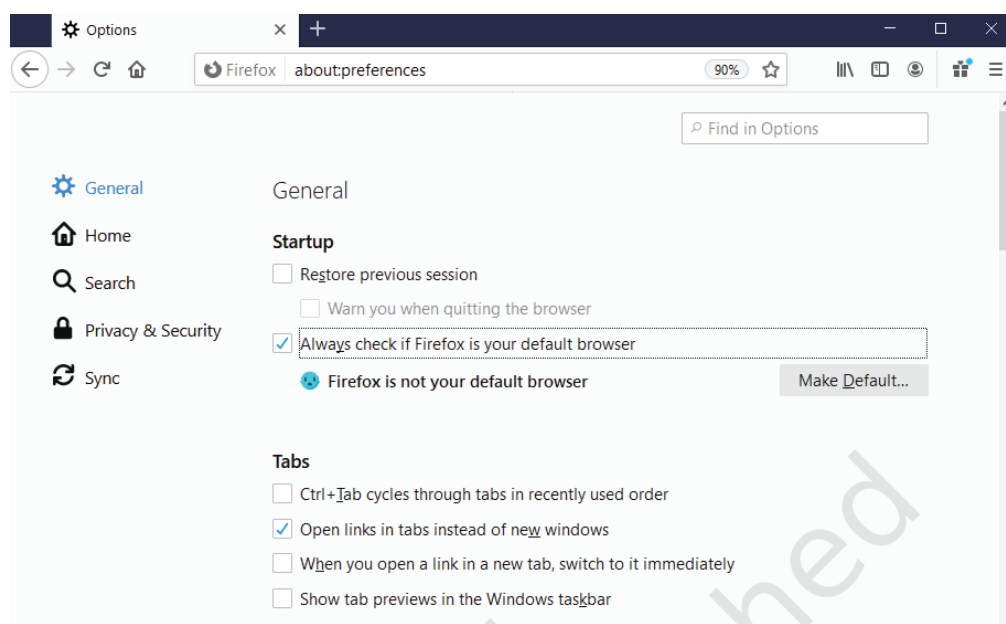 Options
Firefox about:preferences 90%
Find in Options
General
Home
Search
Privacy & Security
Sync
General
Startup
Restore previous session
Warn you when quitting the browser
Always check if Firefox is your default browser
Firefox is not your default browser
Make Default...
Tabs
Ctrl+Tab cycles through tabs in recently used order
Open links in tabs instead of new windows
When you open a link in a new tab, switch to it immediately
Show tab previews in the Windows taskbar